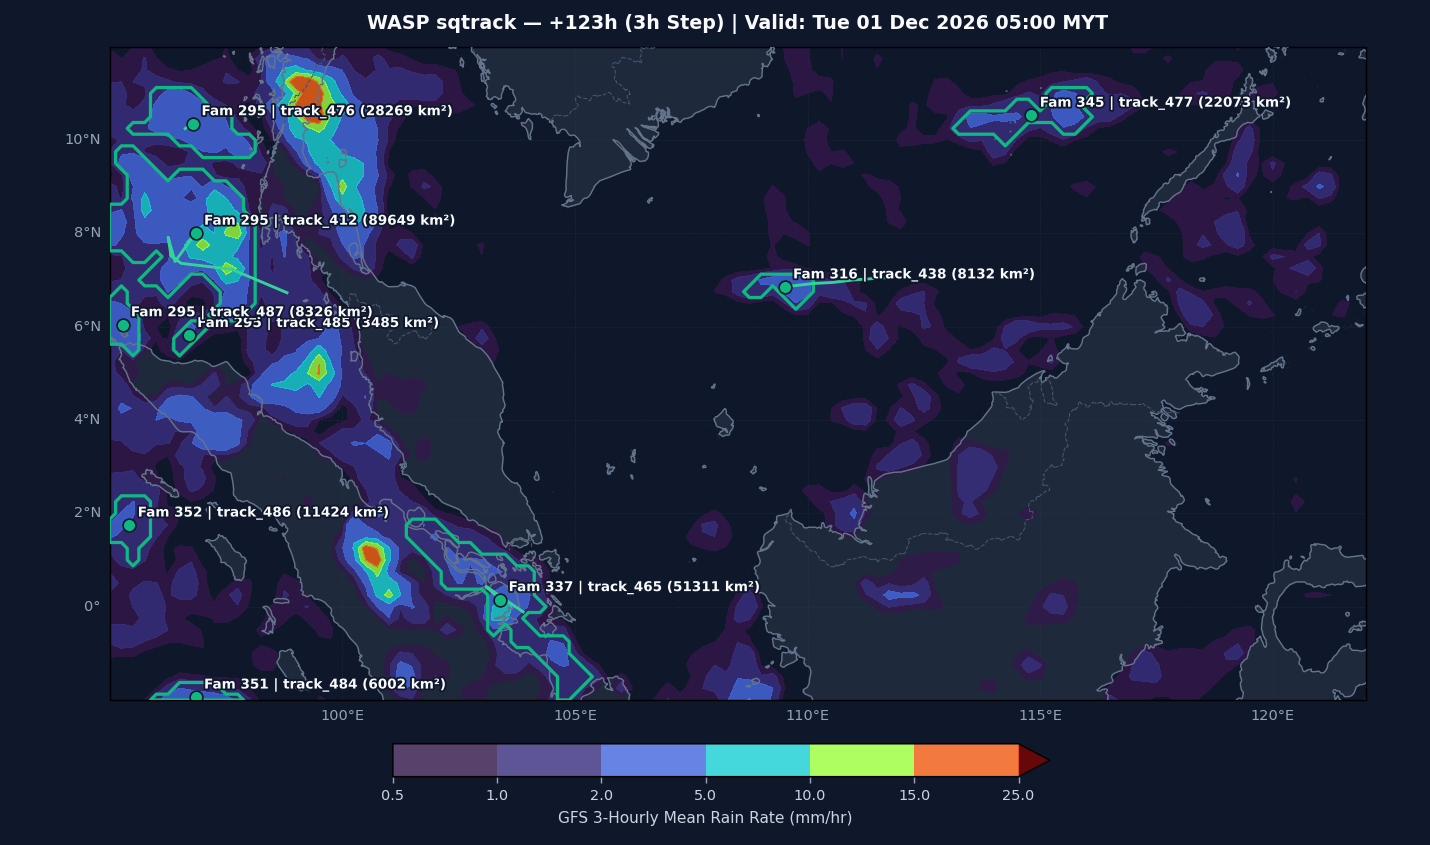 WASP sqtrack — +123h (3h Step) | Valid: Tue 01 Dec 2026 05:00 MYT
Fam 345 | track_477 (22073 km²)
Fam 295 | track_476 (28269 km²)
10°N
Fam 295 | track_412 (89649 km²)
8°N
Fam 316 | track_438 (8132 km²)
Fam 295 | track_487 (8326 km²)
Fam 295 | track_485 (3485 km²)
6°N
4°N
Fam 352 | track_486 (11424 km²)
2°N
Fam 337 | track_465 (51311 km²)
0°
Fam 351 | track_484 (6002 km²)
100°E 105°E 110°E 115°E 120°E
0.5 1.0 2.0 5.0 10.0 15.0 25.0
GFS 3-Hourly Mean Rain Rate (mm/hr)